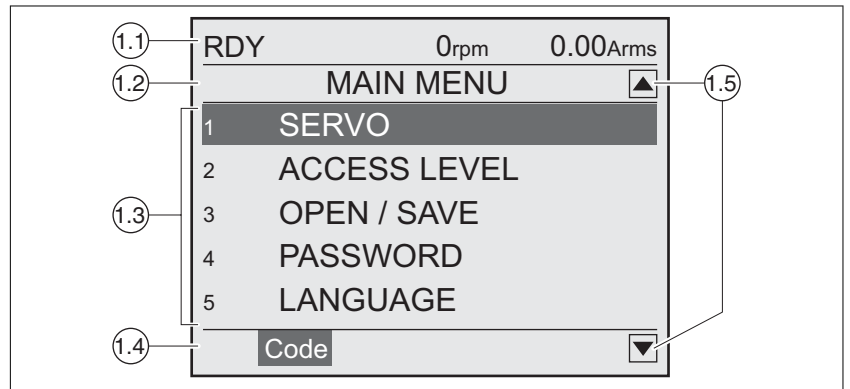 1.1 RDY 0rpm 0.00Arms
1.2 MAIN MENU 1.5
1 SERVO
2 ACCESS LEVEL
1.3 3 OPEN / SAVE
4 PASSWORD
5 LANGUAGE
1.4 Code